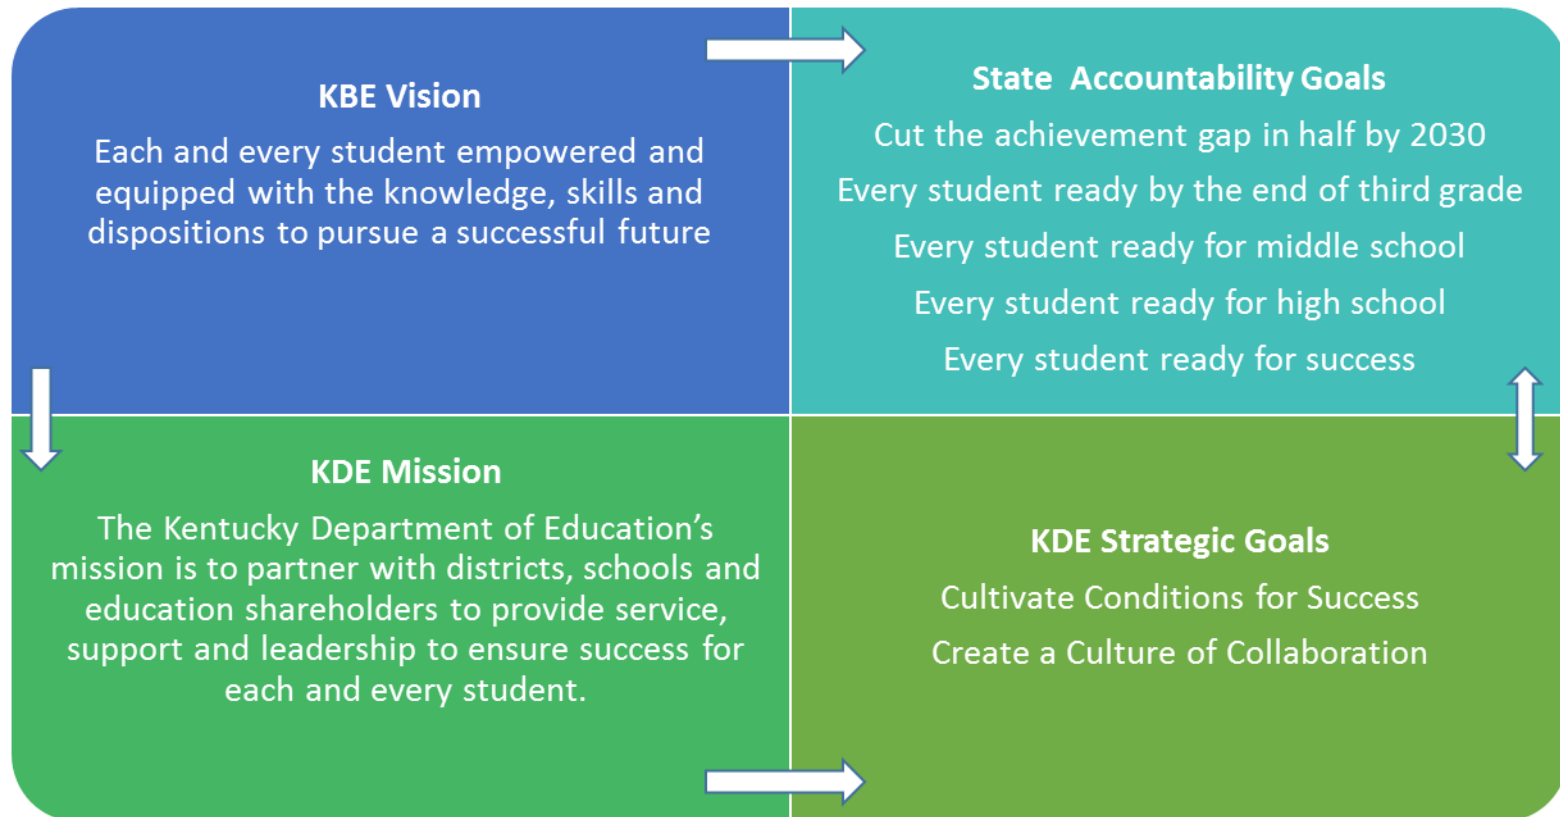 KBE Vision
Each and every student empowered and
equipped with the knowledge, skills and
dispositions to pursue a successful future
State Accountability Goals
Cut the achievement gap in half by 2030
Every student ready by the end of third grade
Every student ready for middle school
Every student ready for high school
Every student ready for success
KDE Mission
The Kentucky Department of Education’s
mission is to partner with districts, schools and
education shareholders to provide service,
support and leadership to ensure success for
each and every student.
KDE Strategic Goals
Cultivate Conditions for Success
Create a Culture of Collaboration